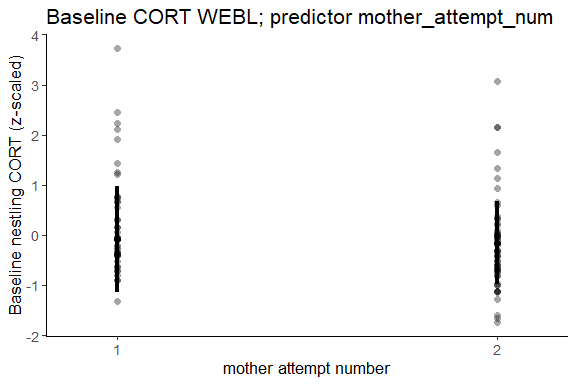 Baseline CORT WEBL; predictor mother_attempt_num
Baseline nestling CORT (z-scaled)
4
3
2
1
0
-1
-2
1 2
mother attempt number